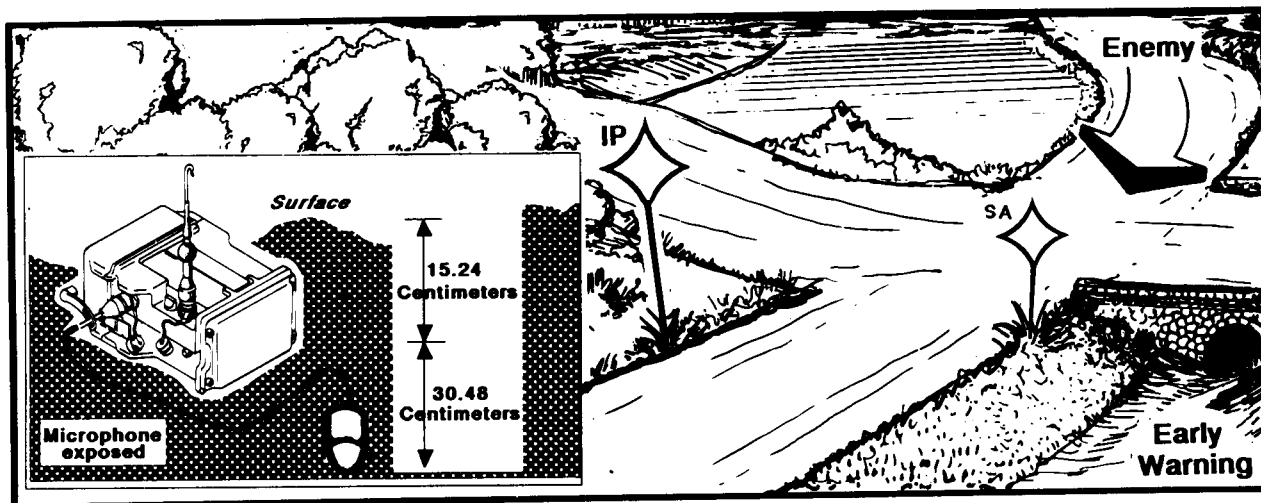 Enemy
IP
SA
Surface
15.24
Centimeters
30.48
Centimeters
Microphone
exposed
Early
Warning